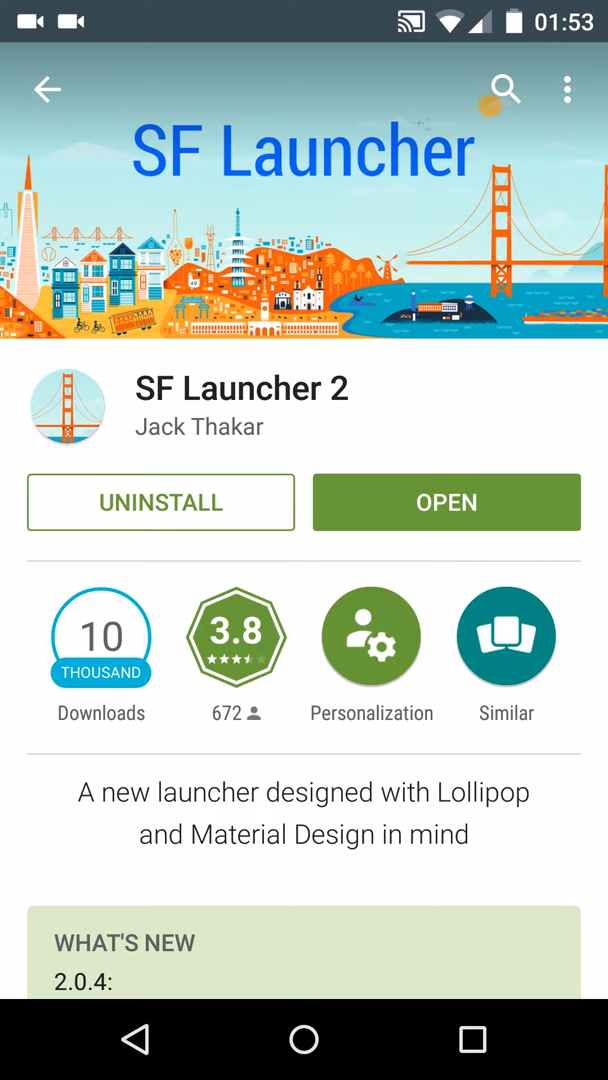 01:53
SF Launcher
SF Launcher 2
Jack Thakar
UNINSTALL
OPEN
10
THOUSAND
Downloads
3.8
672
Personalization
Similar
A new launcher designed with Lollipop
and Material Design in mind
WHAT'S NEW
2.0.4: